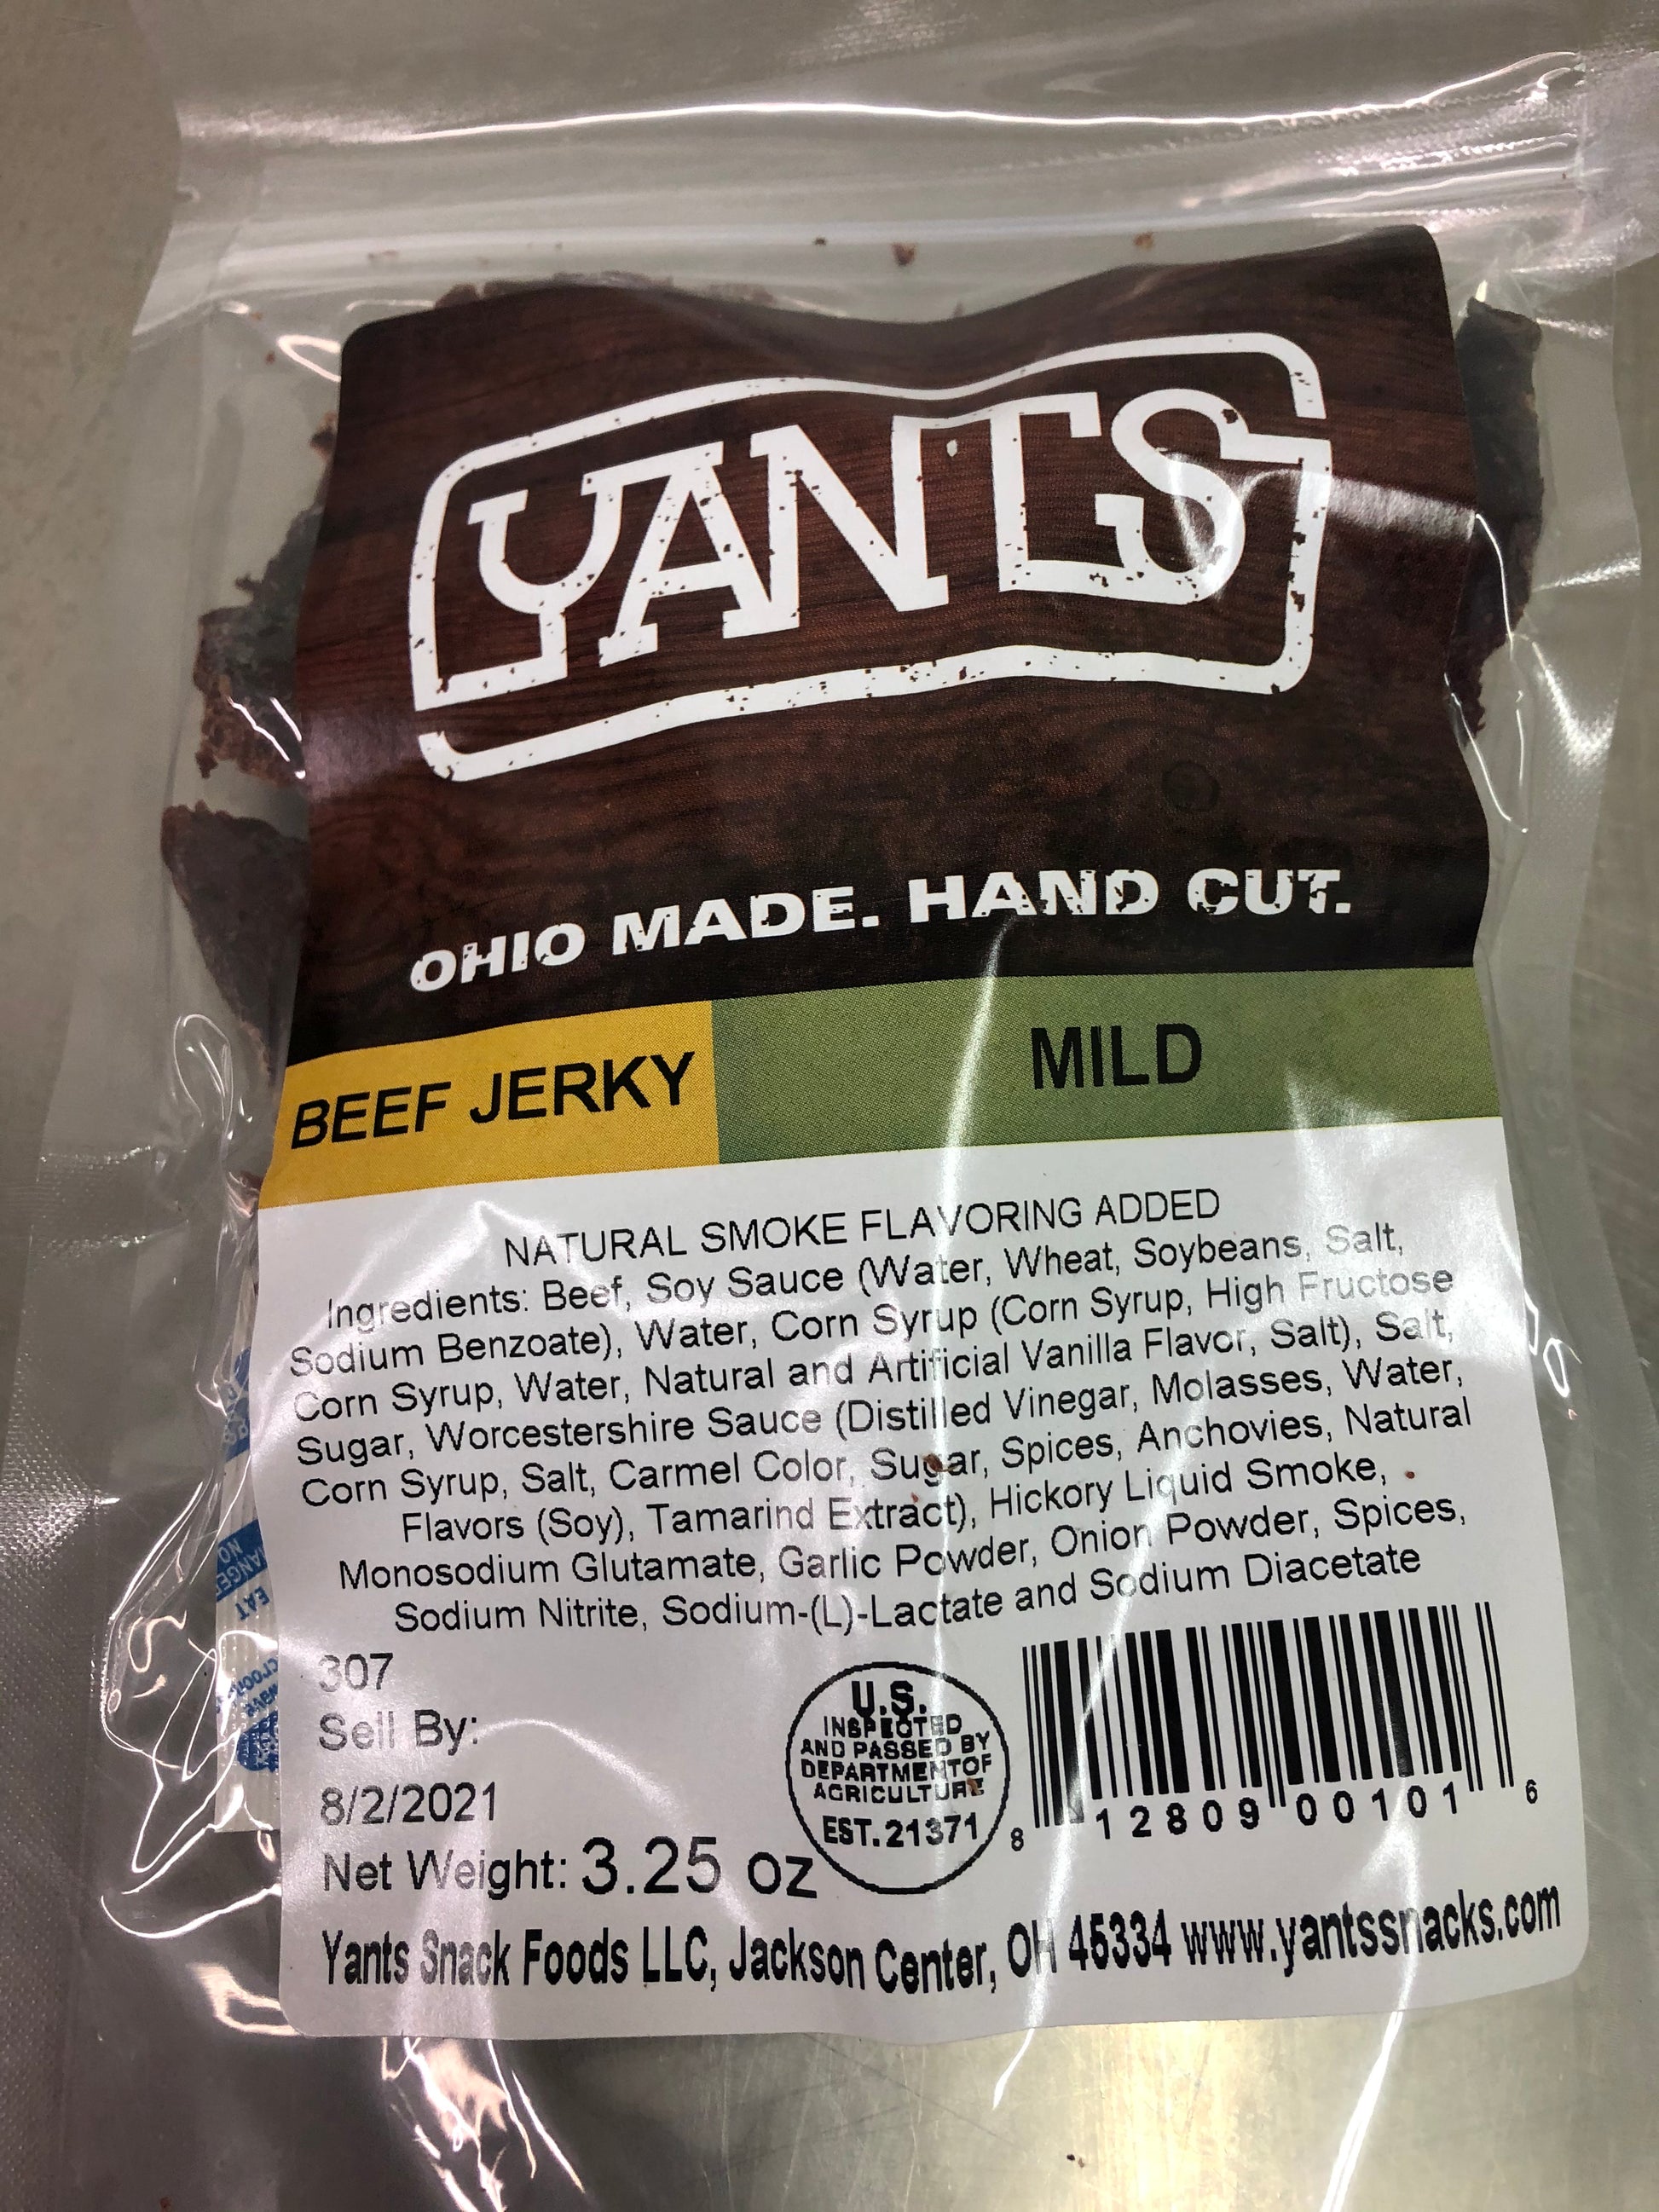 YANTS
OHIO MADE. HAND CUT.
BEEF JERKY
MILD
NATURAL SMOKE FLAVORING ADDED
Ingredients: Beef, Soy Sauce (Water, Wheat, Soybeans, Salt,
Sodium Benzoate), Water, Corn Syrup (Corn Syrup, High Fructose
Corn Syrup, Water, Natural and Artificial Vanilla Flavor, Salt), Salt,
Sugar, Worcestershire Sauce (Distilled Vinegar, Molasses, Water,
Corn Syrup, Salt, Carmel Color, Sugar, Spices, Anchovies, Natural
Flavors (Soy), Tamarind Extract), Hickory Liquid Smoke,
Monosodium Glutamate, Garlic Powder, Onion Powder, Spices,
Sodium Nitrite, Sodium-(L)-Lactate and Sodium Diacetate
307
Sell By:
8/2/2021
Net Weight: 3.25 oz
U.S.
INSPECTED
AND PASSED BY
DEPARTMENT OF
AGRICULTURE
EST. 21371
8 12809 00101 6
Yants Snack Foods LLC, Jackson Center, OH 45334 www.yantssnacks.com
EAT